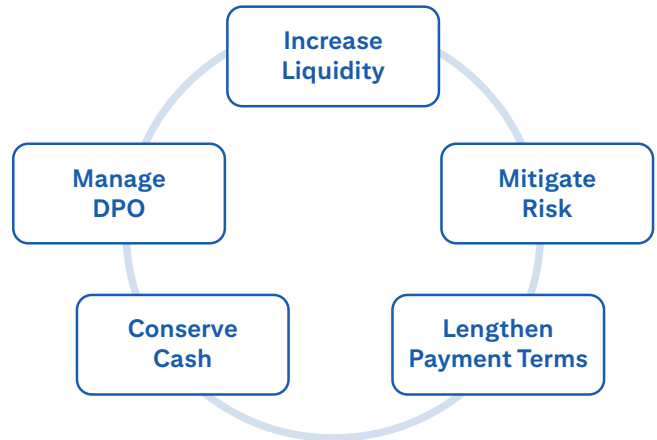 Increase
Liquidity
Manage
DPO
Mitigate
Risk
Conserve
Cash
Lengthen
Payment Terms